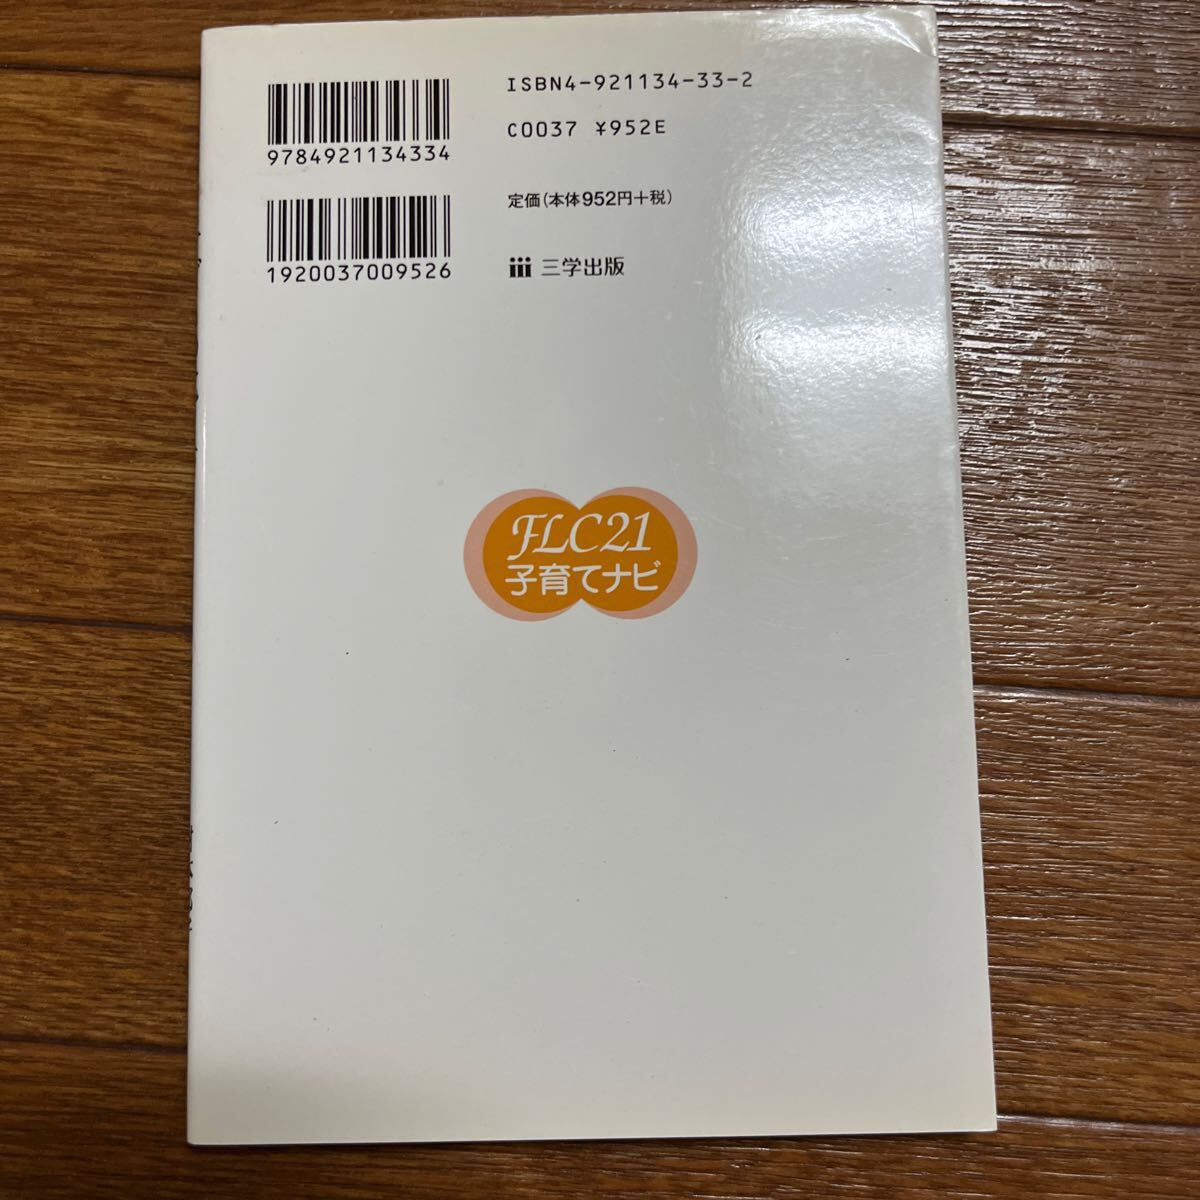 ISBN4-921134-33-2
C0037 ¥952E
9784921134334
定価(本体952円+税)
1920037009526
三学出版
FLC21
子育てナビ